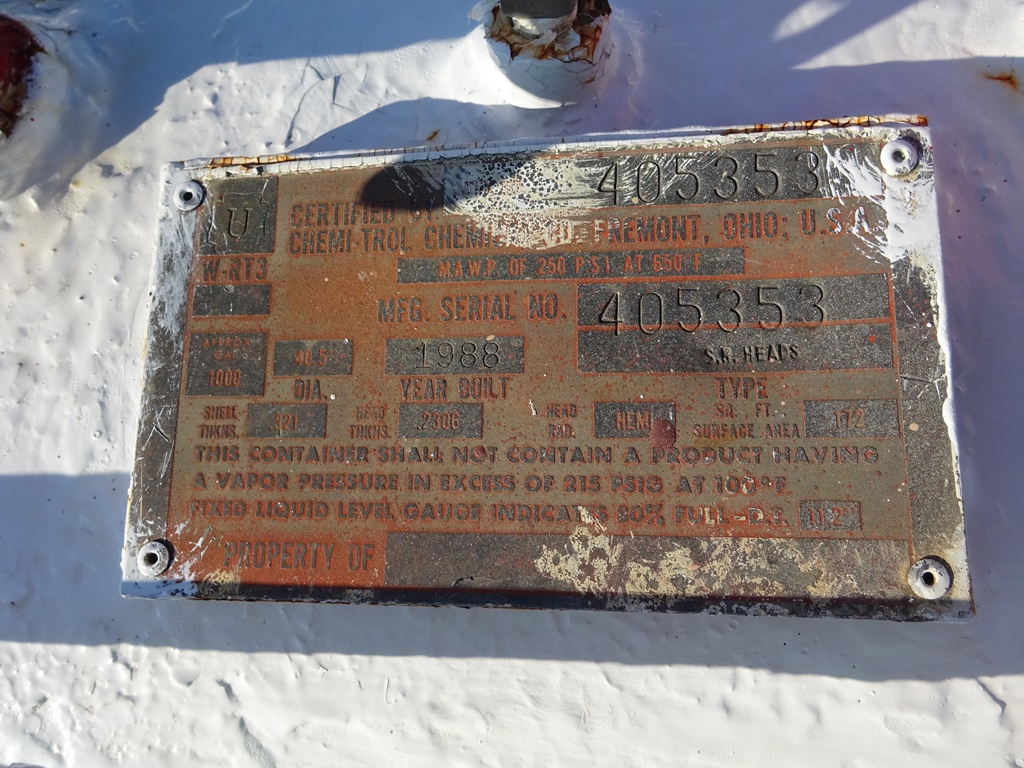 405353
U
CERTIFIED BY
CHEMI-TROL CHEMICAL CO. FREMONT, OHIO; U.S.A.
W-RT3
M.A.W.P. OF 250 P.S.I. AT 650°F
MFG. SERIAL NO. 405353
S.R. HEADS
APPROX GALS 1000
40.5 DIA.
1988 YEAR BUILT
TYPE
SHELL THKNS. .321
HEAD THKNS. .2306
HEAD RAD. HEMI
SQ. FT. SURFACE AREA 172
THIS CONTAINER SHALL NOT CONTAIN A PRODUCT HAVING
A VAPOR PRESSURE IN EXCESS OF 215 PSIG AT 100°F
FIXED LIQUID LEVEL GAUGE INDICATES 80% FULL-D.T.
PROPERTY OF